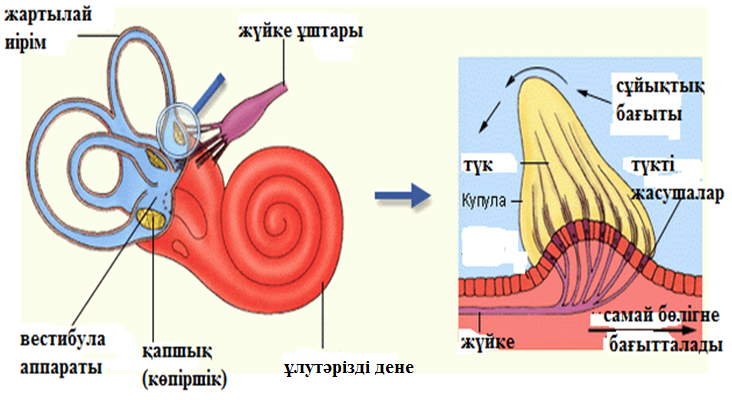 жартылай
иірім
жүйке ұштары
вестибула
аппараты
қапшық
(көпіршік)
ұлутәрізді дене
сұйықтық
бағыты
түк
түкті
жасушалар
Купула
жүйке
самай бөлігне
бағытталады